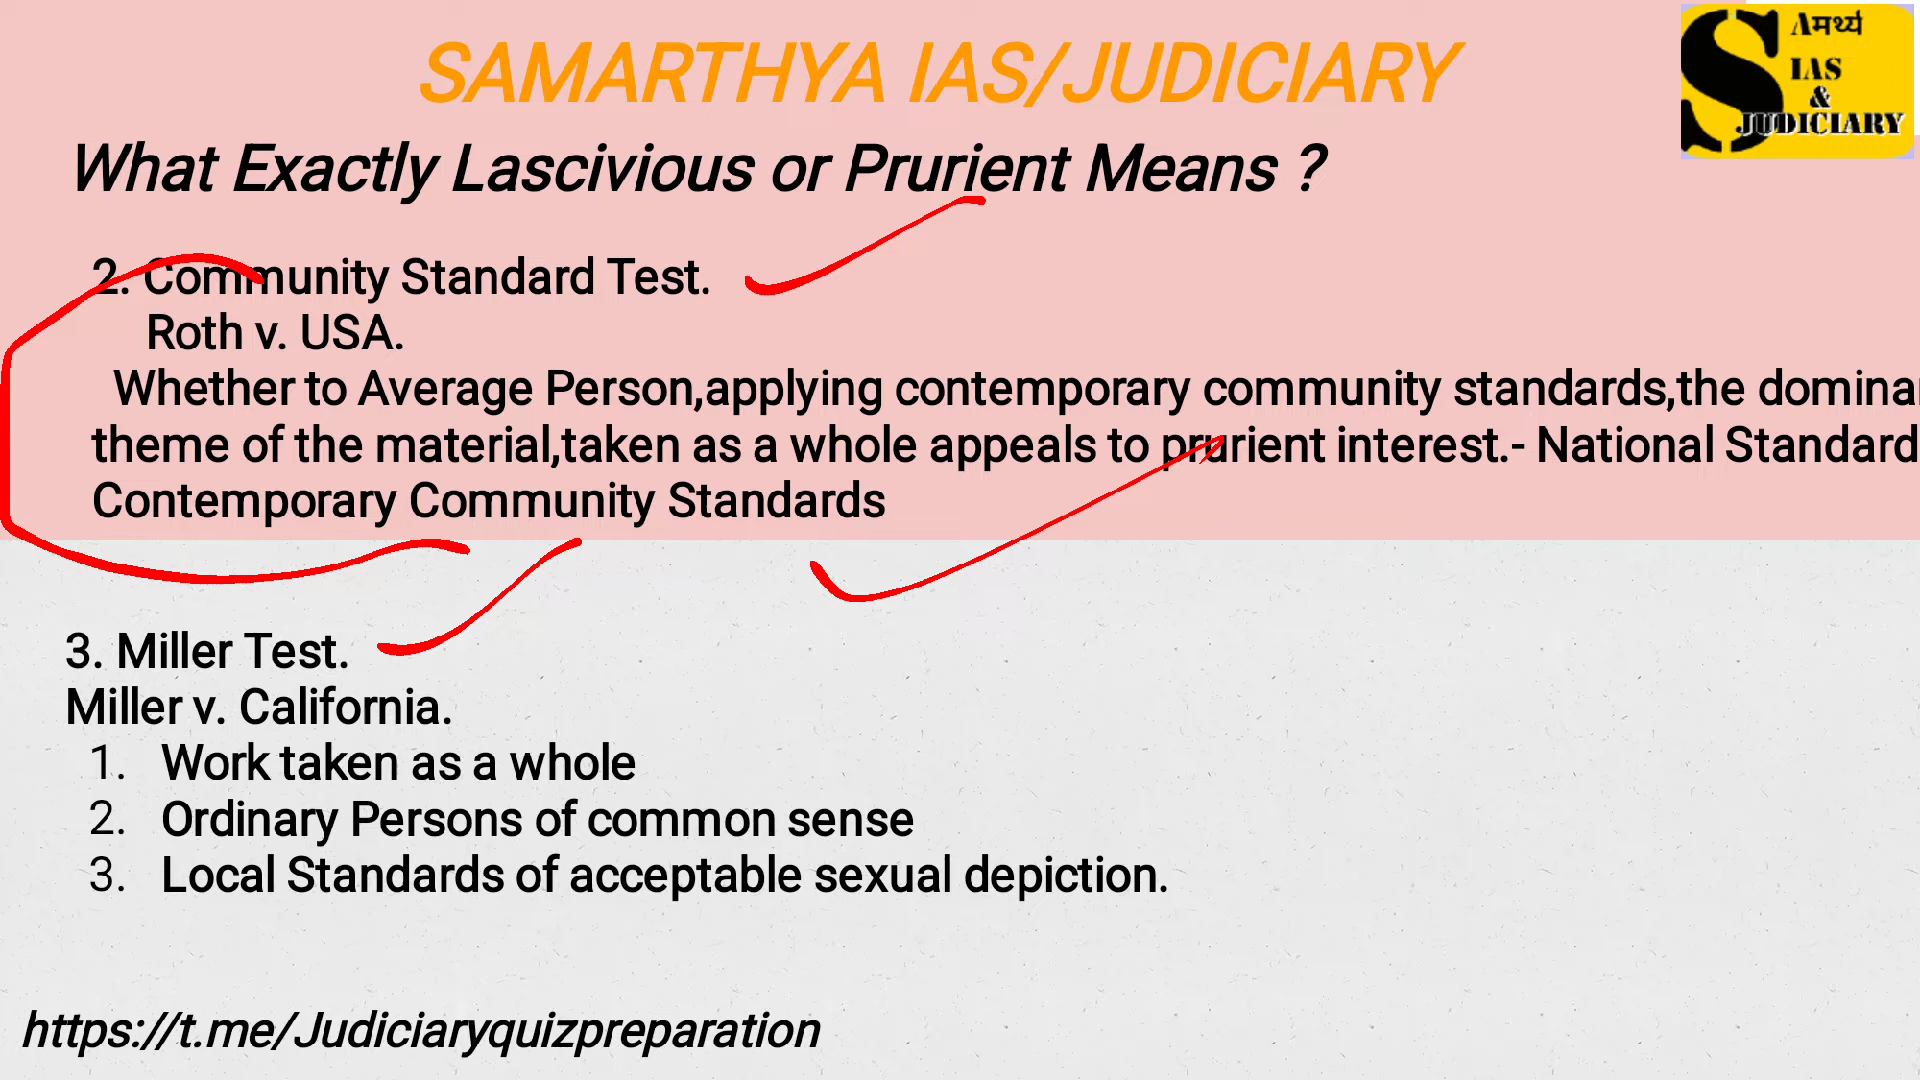 SAMARTHYA IAS/JUDICIARY
Aमर्थ्य
IAS
&
JUDICIARY
What Exactly Lascivious or Prurient Means ?
2. Community Standard Test.
Roth v. USA.
Whether to Average Person,applying contemporary community standards,the
theme of the material,taken as a whole appeals to prurient interest.- National Standard
Contemporary Community Standards
3. Miller Test.
Miller v. California.
1. Work taken as a whole
2. Ordinary Persons of common sense
3. Local Standards of acceptable sexual depiction.
https://t.me/Judiciaryquizpreparation